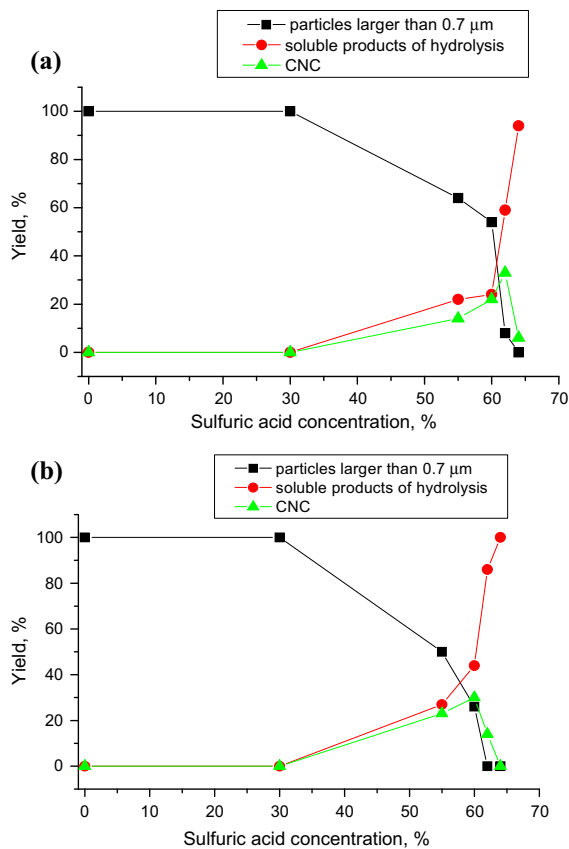 particles larger than 0.7 μm
soluble products of hydrolysis
CNC
(a)
100
80
60
40
20
0
Yield, %
0 10 20 30 40 50 60 70
Sulfuric acid concentration, %
(b)
particles larger than 0.7 μm
soluble products of hydrolysis
CNC
100
80
60
40
20
0
Yield, %
0 10 20 30 40 50 60 70
Sulfuric acid concentration, %